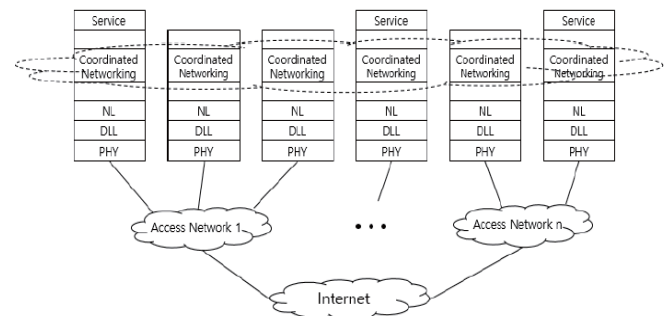 Service
Service
Service
Coordinated
Networking
Coordinated
Networking
Coordinated
Networking
Coordinated
Networking
Coordinated
Networking
Coordinated
Networking
NL
NL
NL
NL
NL
NL
DLL
DLL
DLL
DLL
DLL
DLL
PHY
PHY
PHY
PHY
PHY
PHY
Access Network 1
...
Access Network n
Internet